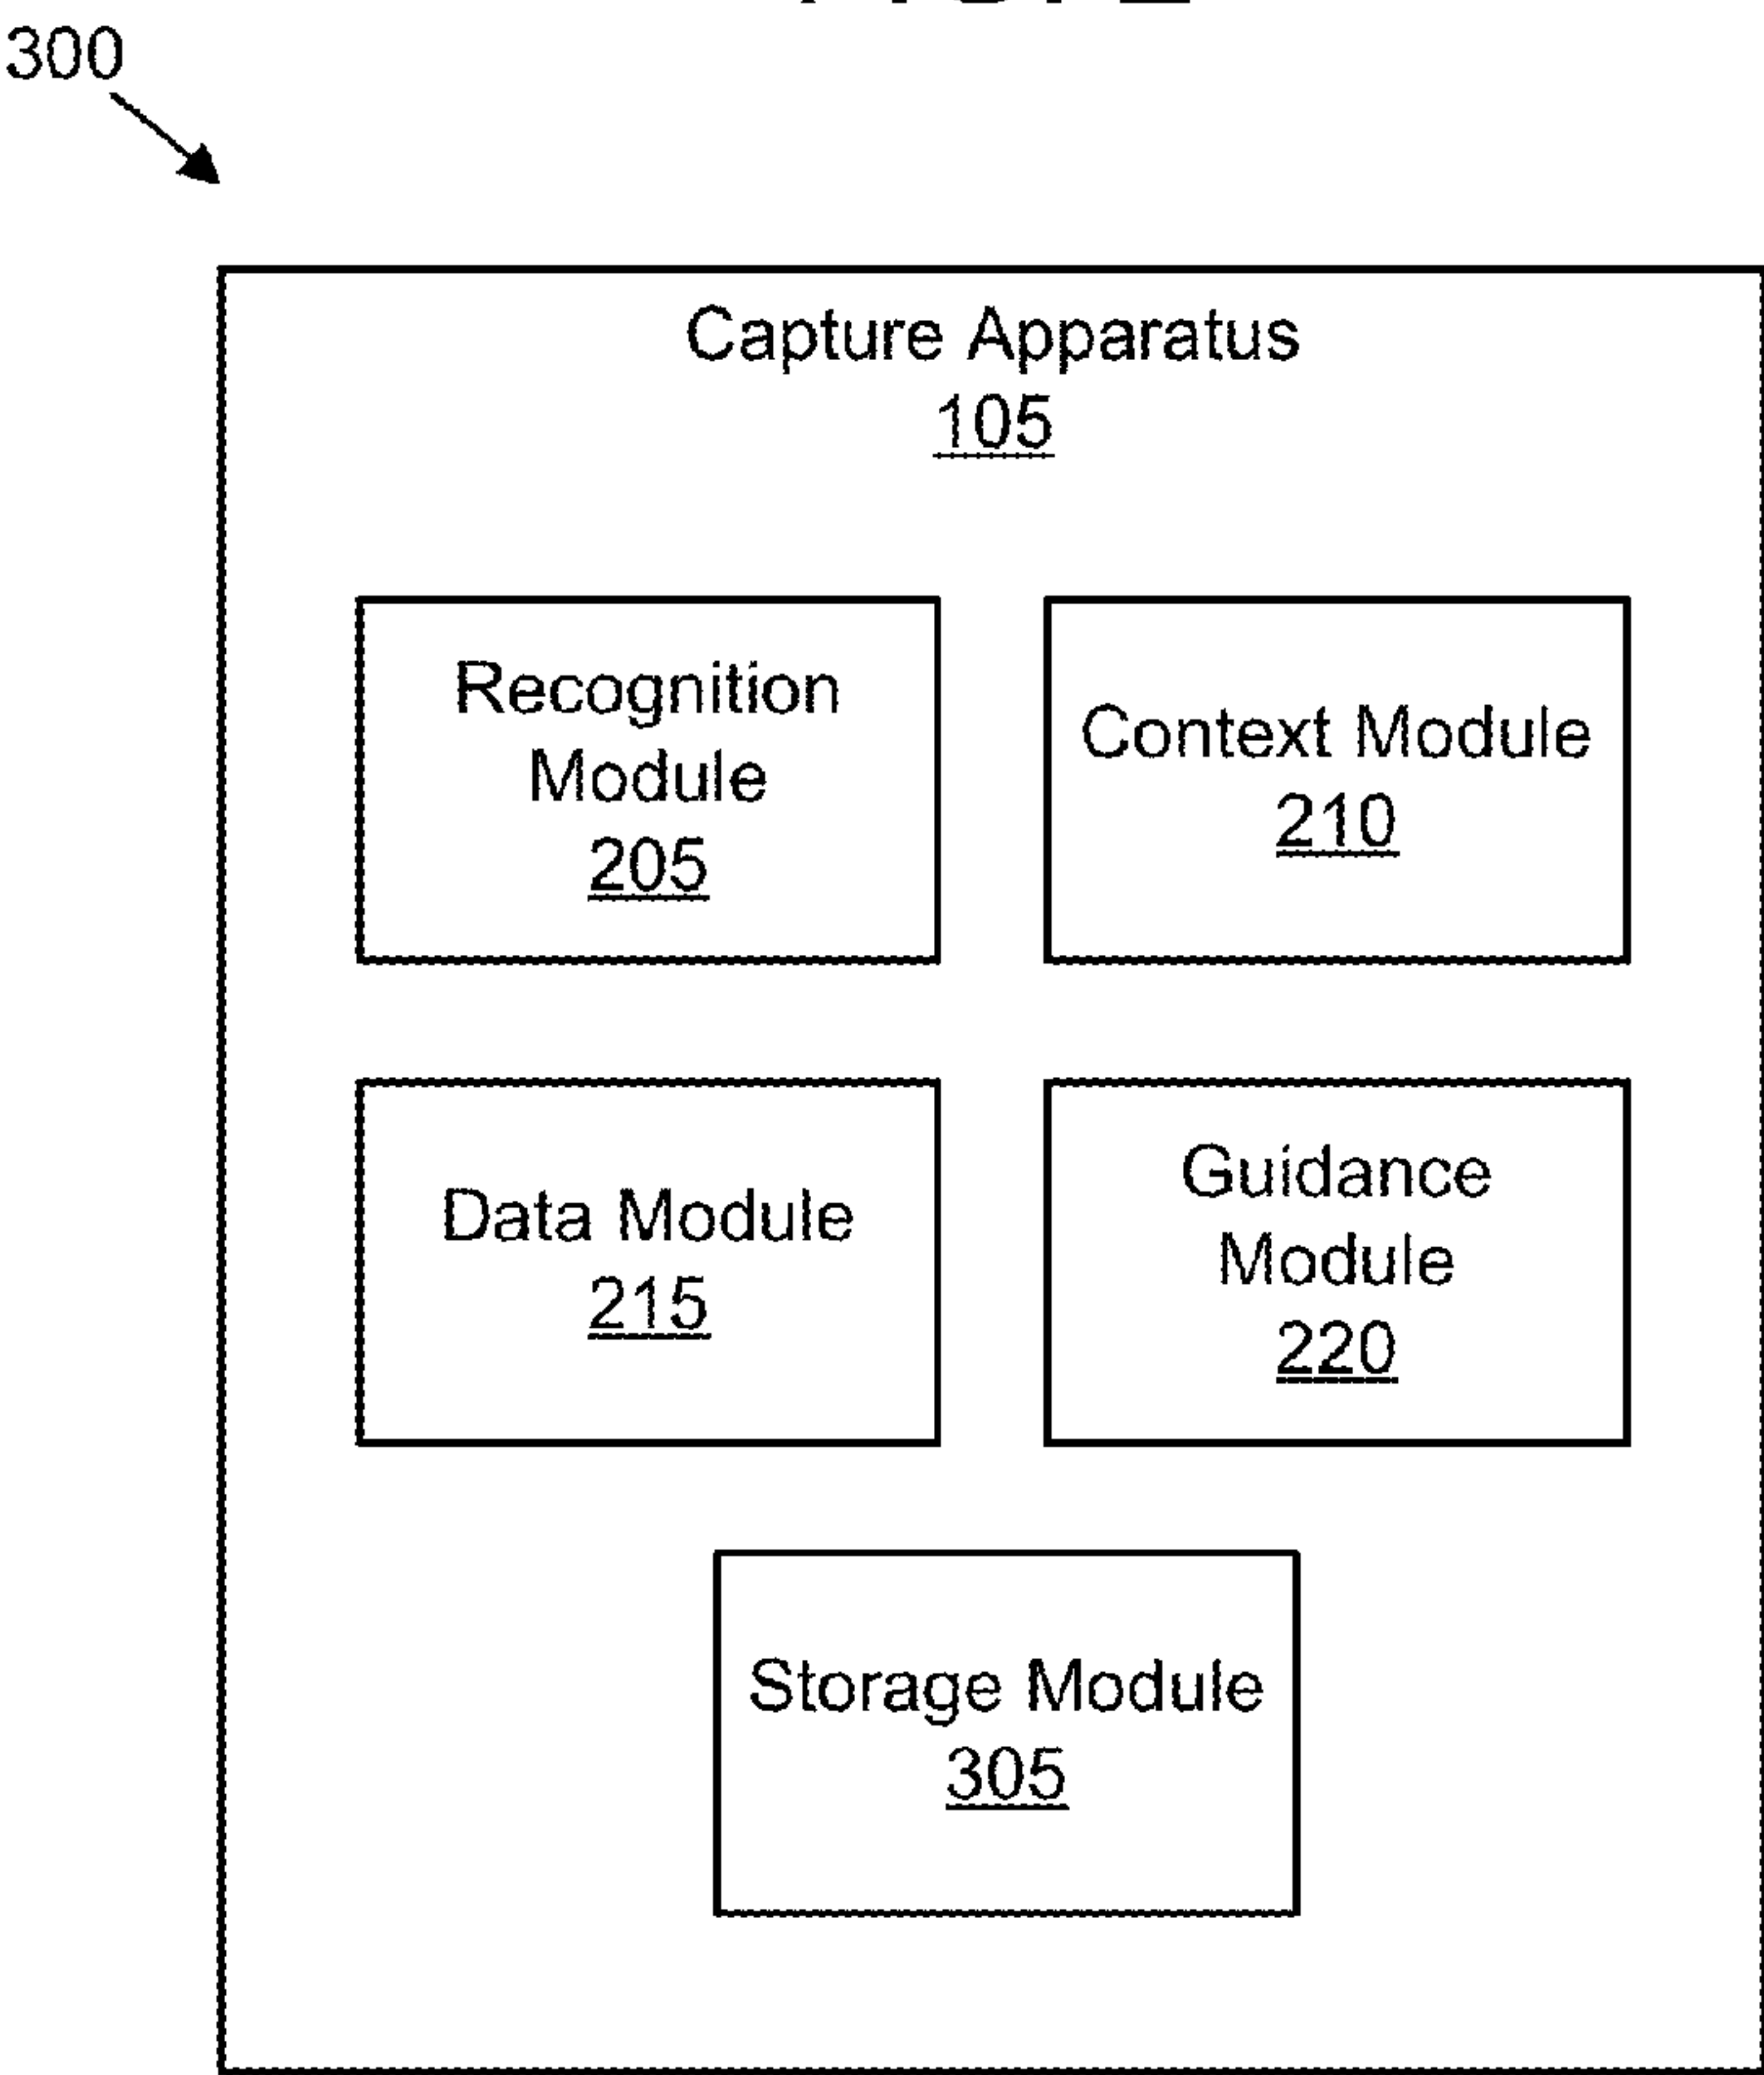 300
Capture Apparatus
105
Recognition
Module
205
Context Module
210
Data Module
215
Guidance
Module
220
Storage Module
305